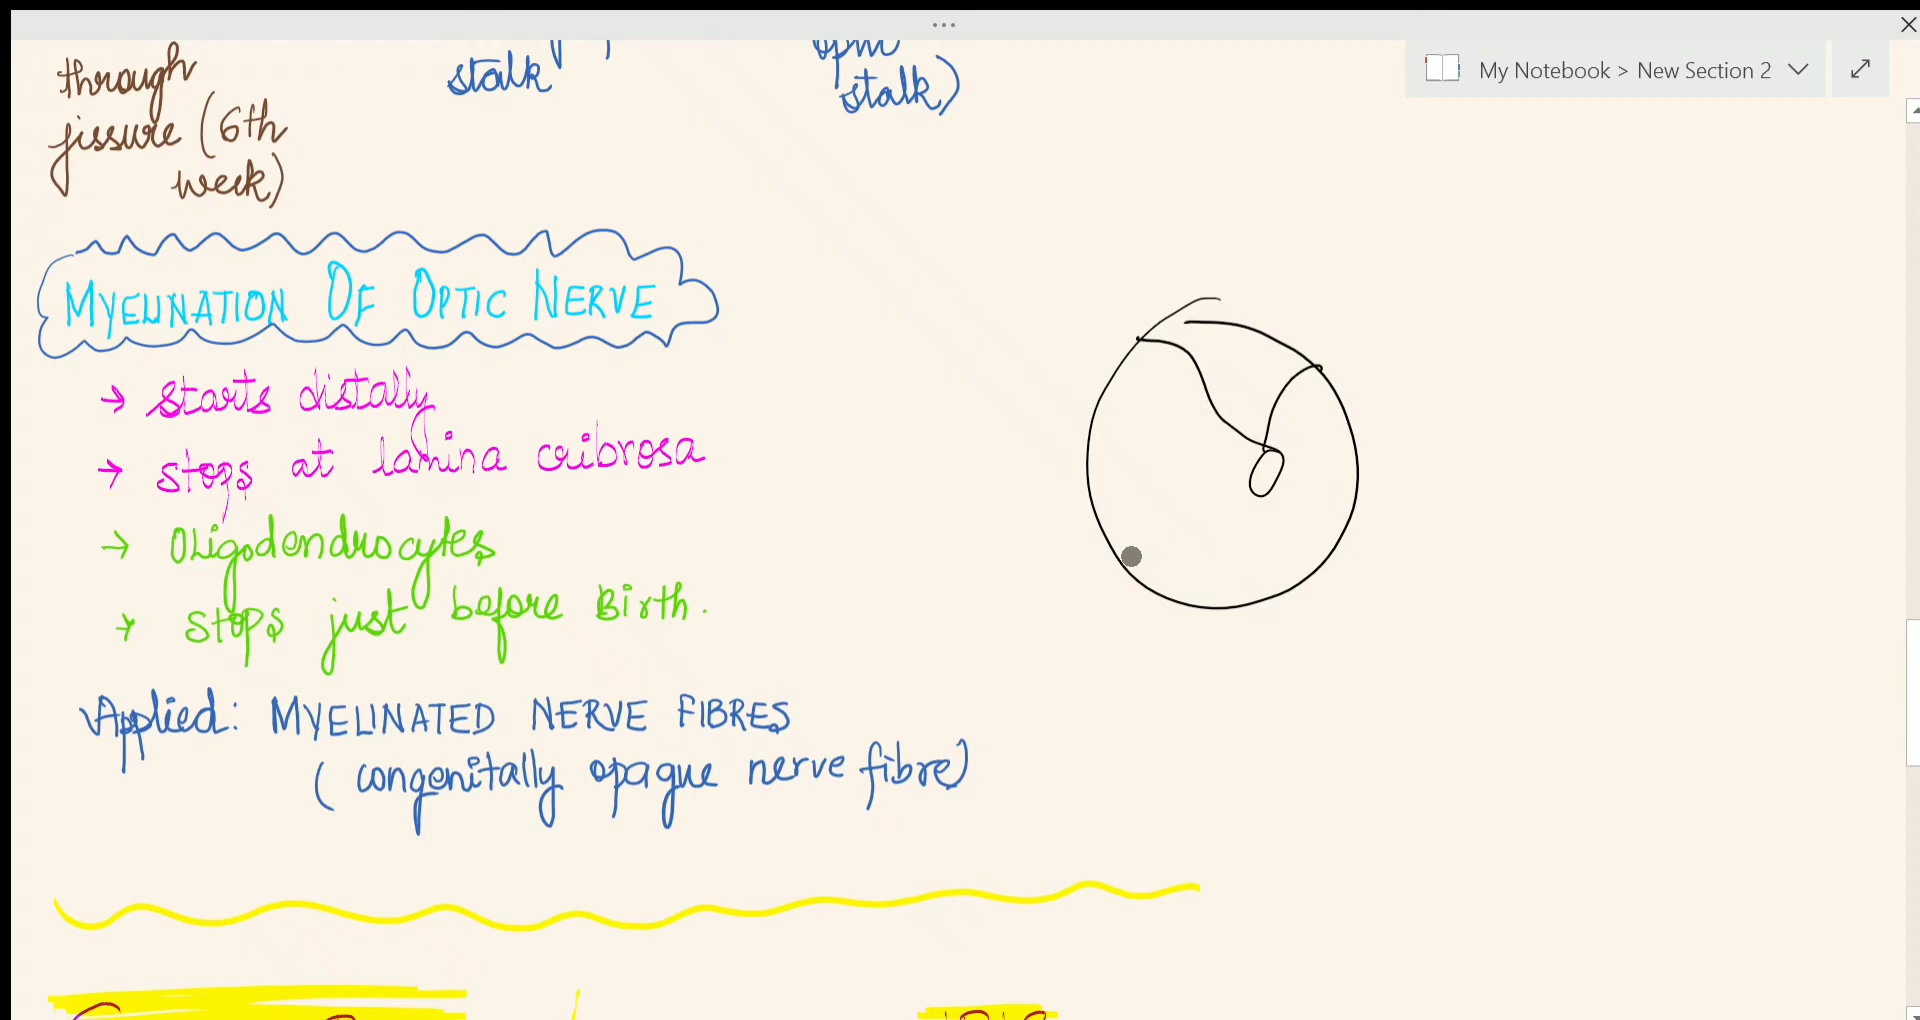 My Notebook > New Section 2
through
fissure (6th
week)
stalk
stalk)
MYELINATION OF OPTIC NERVE
→ starts distally
→ stops at lamina cribrosa
→ Oligodendrocytes
→ stops just before Birth.
Applied: MYELINATED NERVE FIBRES
(congenitally opaque nerve fibre)